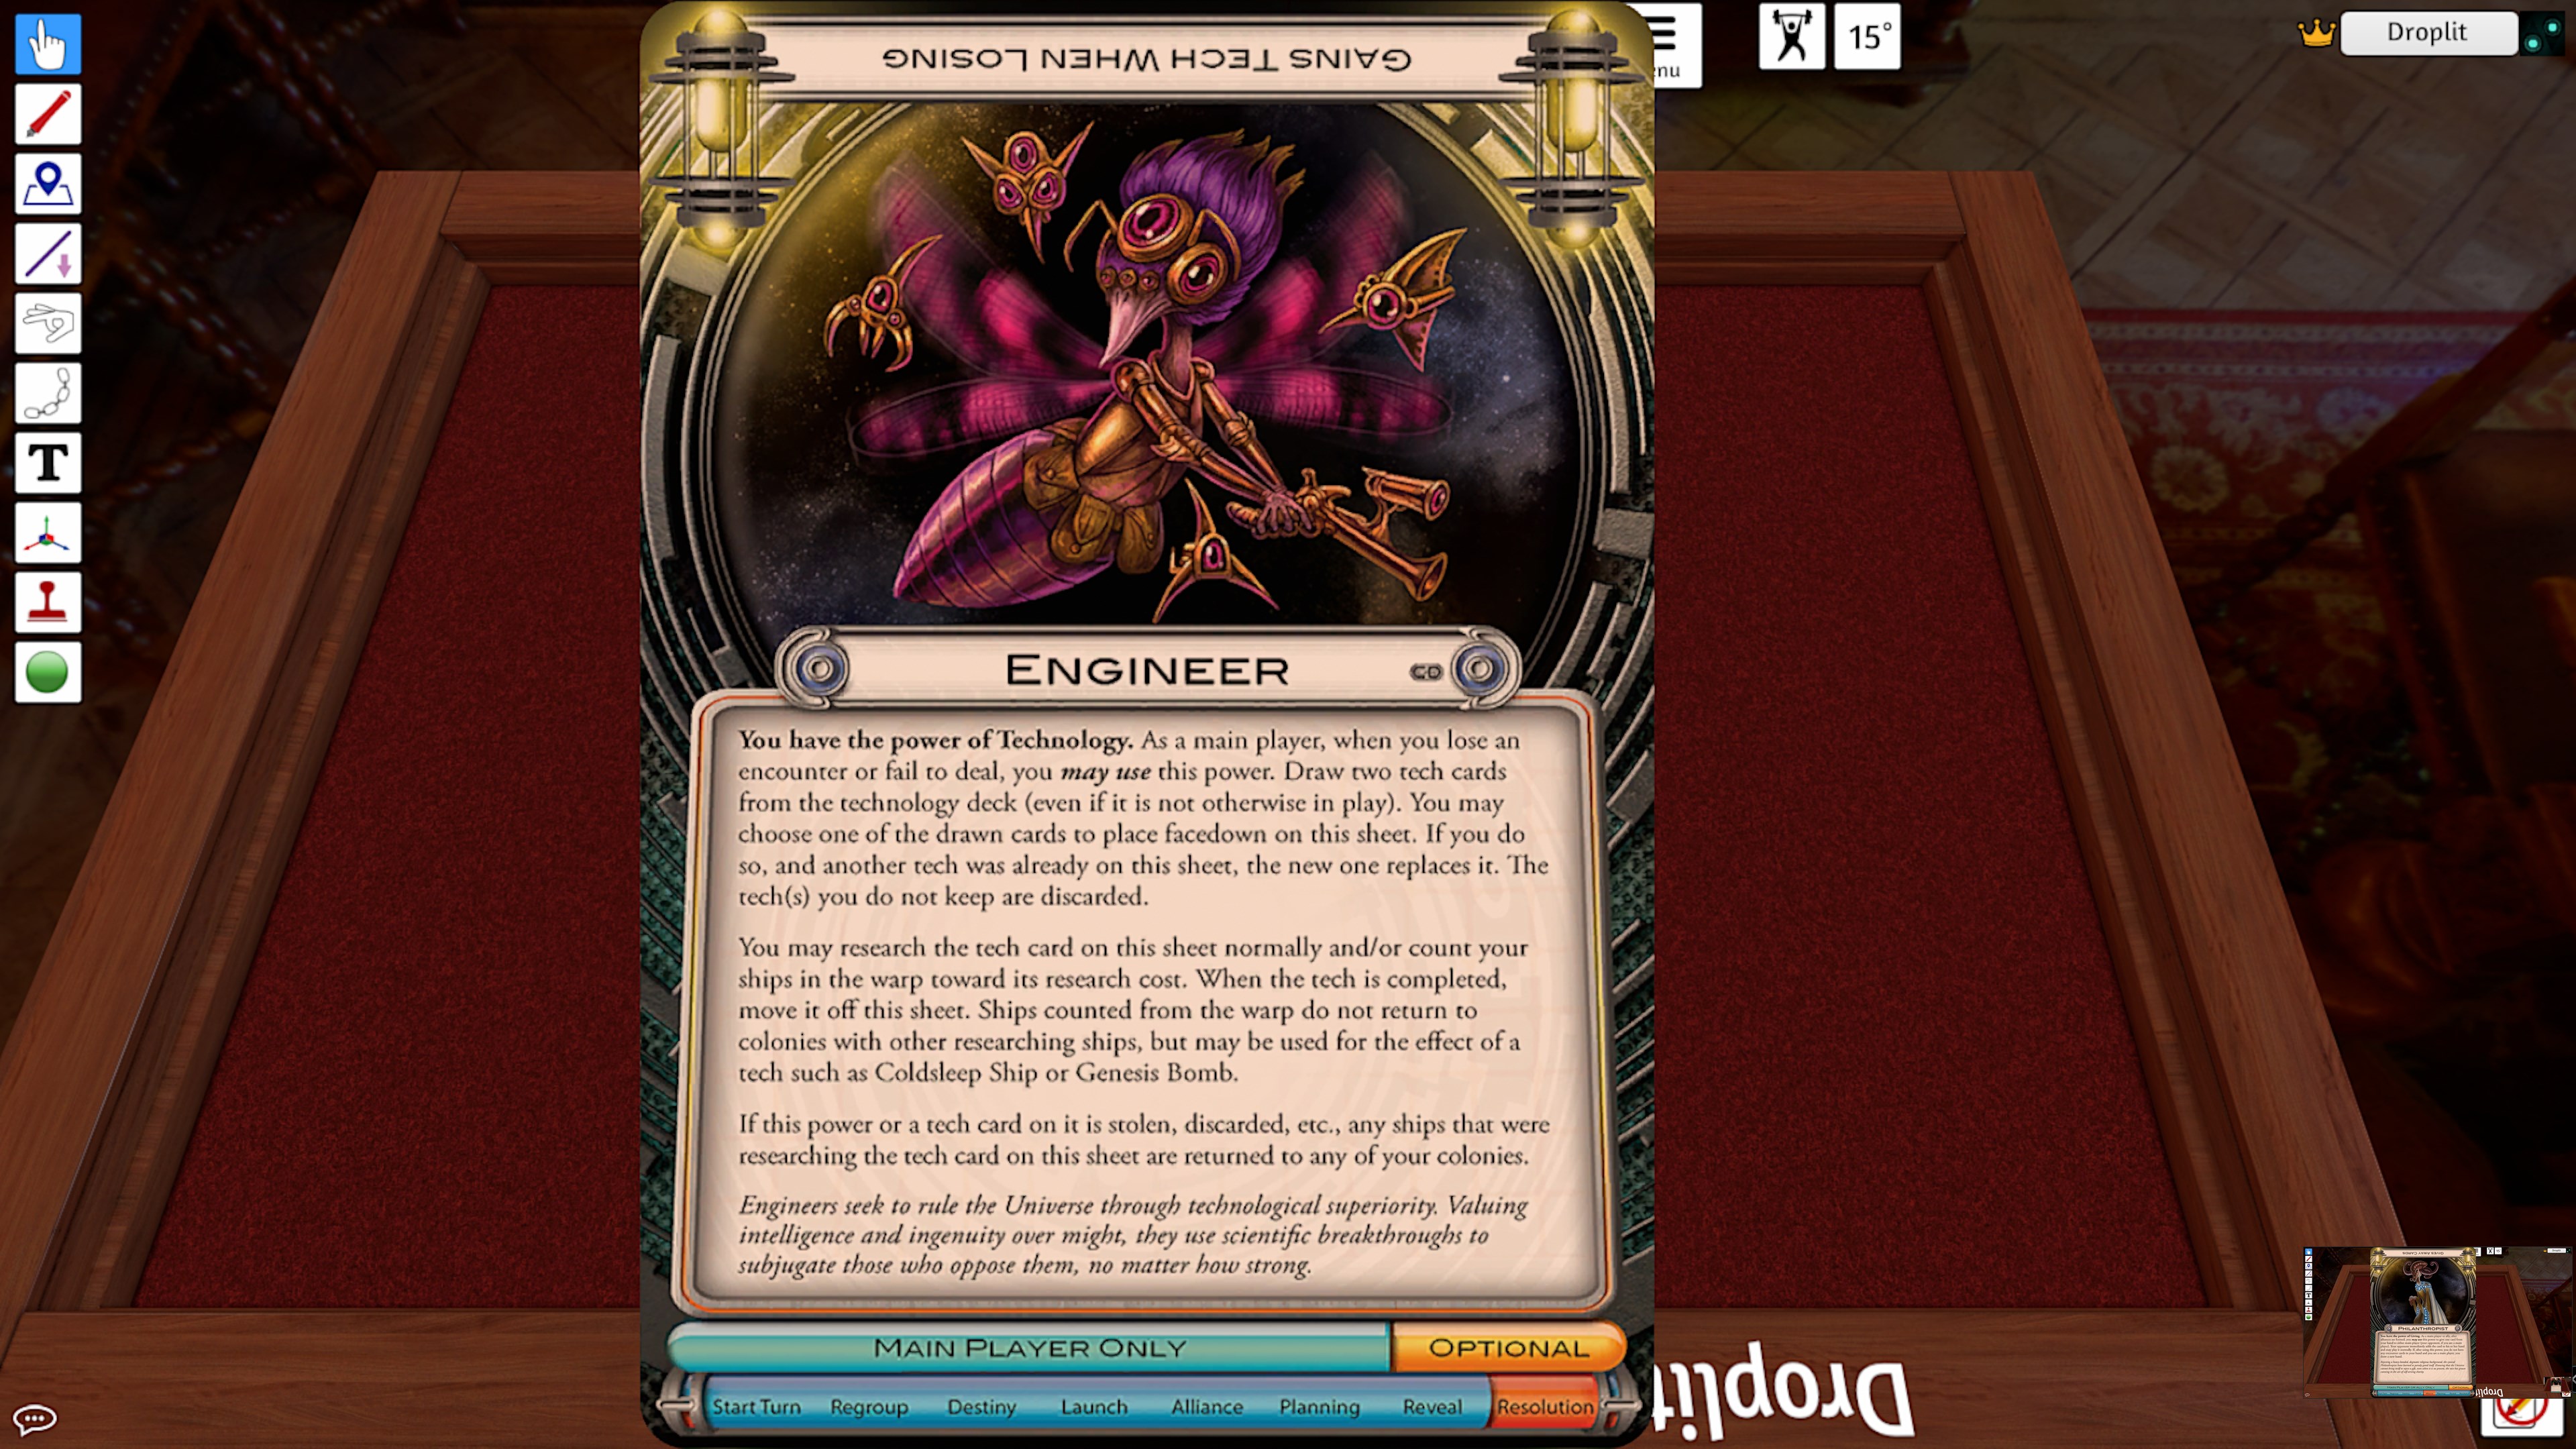 GAINS TECH WHEN LOSING
nu
15°
Droplit
T
ENGINEER
CD
You have the power of Technology. As a main player, when you lose an
encounter or fail to deal, you may use this power. Draw two tech cards
from the technology deck (even if it is not otherwise in play). You may
choose one of the drawn cards to place facedown on this sheet. If you do
so, and another tech was already on this sheet, the new one replaces it. The
tech(s) you do not keep are discarded.
You may research the tech card on this sheet normally and/or count your
ships in the warp toward its research cost. When the tech is completed,
move it off this sheet. Ships counted from the warp do not return to
colonies with other researching ships, but may be used for the effect of a
tech such as Coldsleep Ship or Genesis Bomb.
If this power or a tech card on it is stolen, discarded, etc., any ships that were
researching the tech card on this sheet are returned to any of your colonies.
Engineers seek to rule the Universe through technological superiority. Valuing
intelligence and ingenuity over might, they use scientific breakthroughs to
subjugate those who oppose them, no matter how strong.
MAIN PLAYER ONLY OPTIONAL
Start Turn Regroup Destiny Launch Alliance Planning Reveal Resolution
Droplit
PHILANTHROPIST